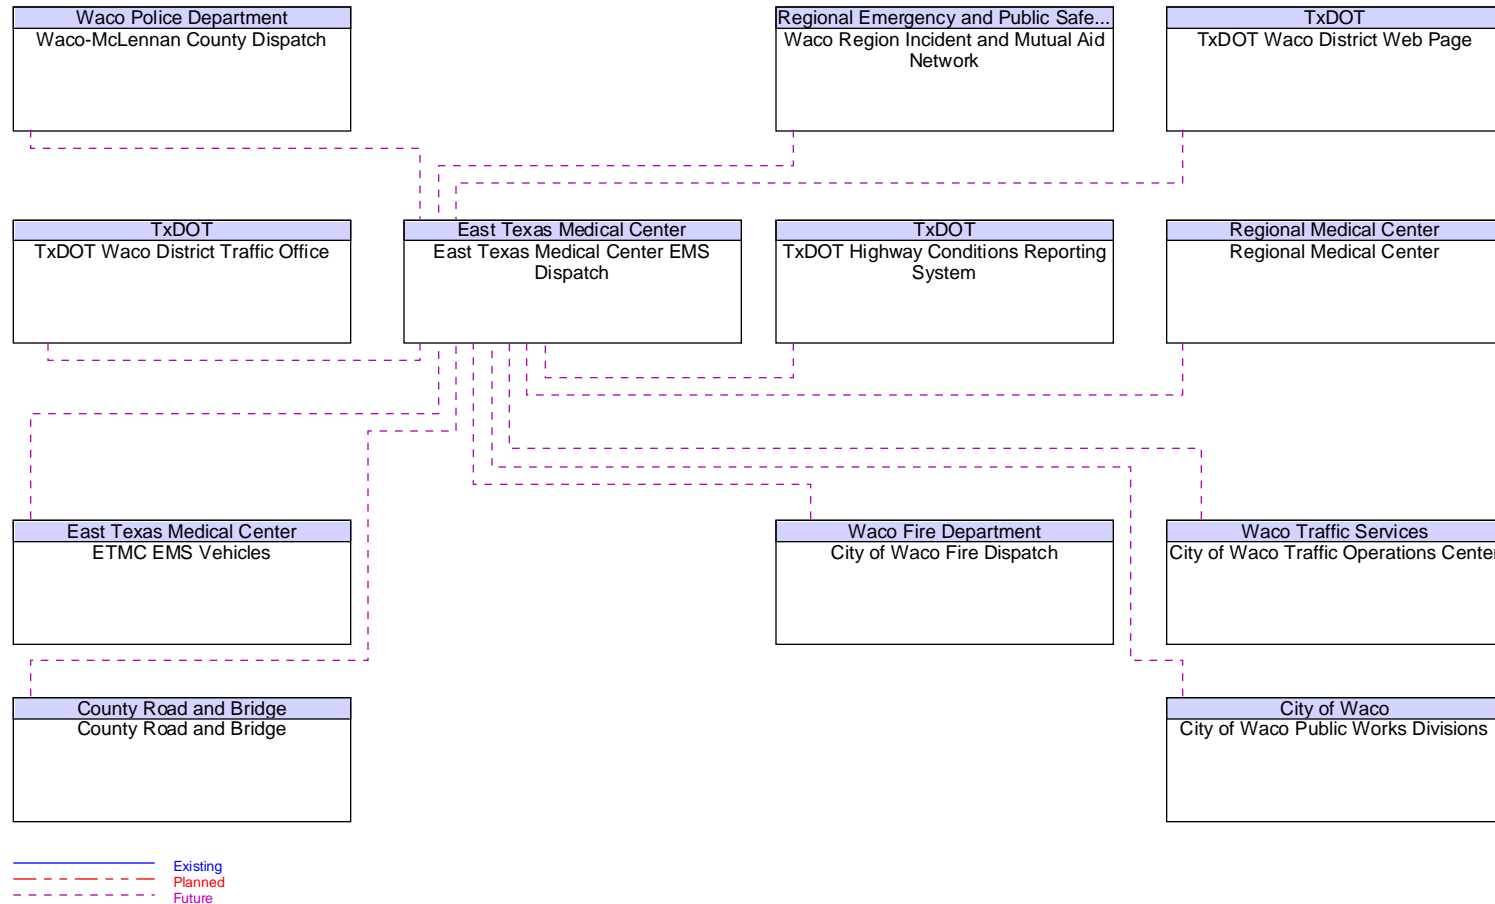 Waco Police Department
Waco-McLennan County Dispatch
Regional Emergency and Public Safe...
Waco Region Incident and Mutual Aid
Network
TxDOT
TxDOT Waco District Web Page
TxDOT
TxDOT Waco District Traffic Office
East Texas Medical Center
East Texas Medical Center EMS
Dispatch
TxDOT
TxDOT Highway Conditions Reporting
System
Regional Medical Center
Regional Medical Center
East Texas Medical Center
ETMC EMS Vehicles
Waco Fire Department
City of Waco Fire Dispatch
Waco Traffic Services
City of Waco Traffic Operations Center
County Road and Bridge
County Road and Bridge
City of Waco
City of Waco Public Works Divisions
Existing
Planned
Future